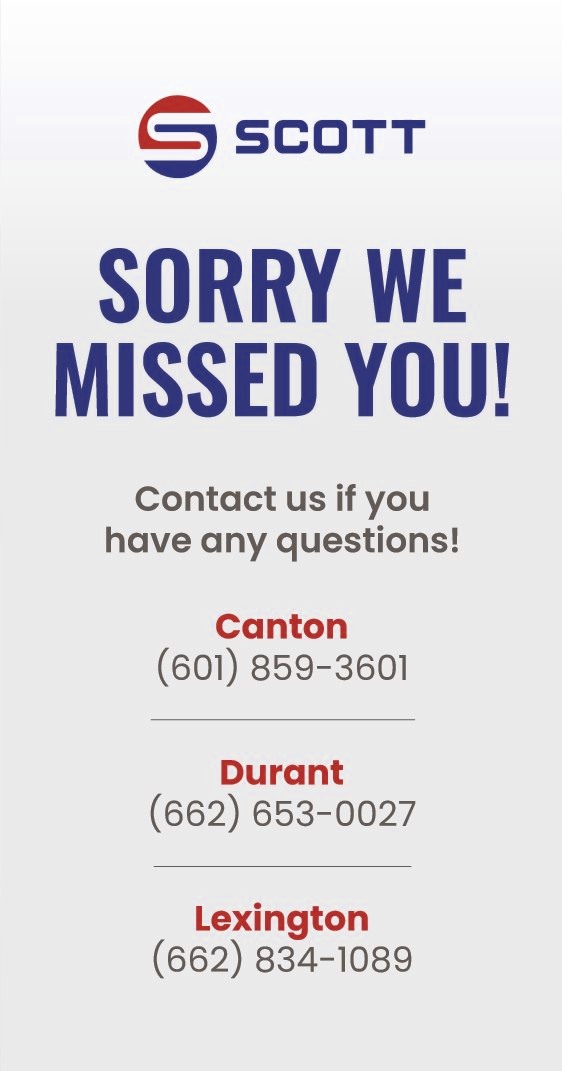 SCOTT
SORRY WE
MISSED YOU!
Contact us if you
have any questions!
Canton
(601) 859-3601
Durant
(662) 653-0027
Lexington
(662) 834-1089